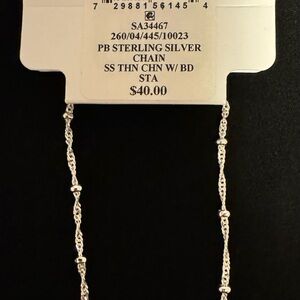 7 29881 56145 4
SA34467
260/04/445/10023
PB STERLING SILVER
CHAIN
SS THN CHN W/ BD
STA
$40.00